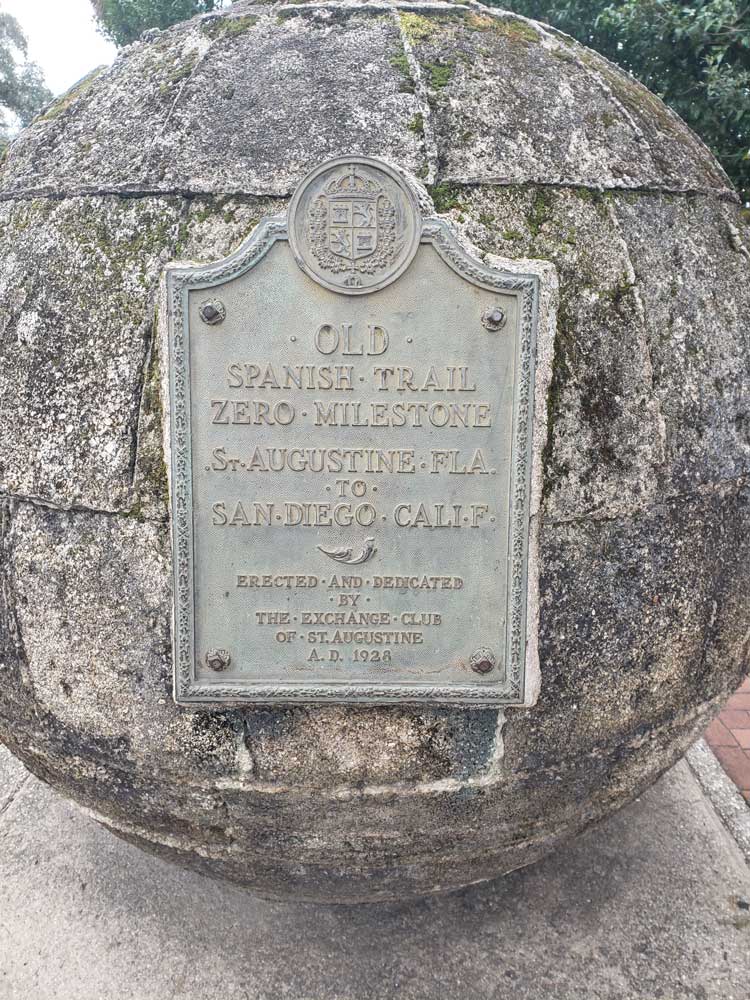 · OLD ·
SPANISH · TRAIL
ZERO · MILESTONE
· ST. AUGUSTINE · FLA.
· TO ·
SAN · DIEGO · CALIF ·
ERECTED · AND · DEDICATED
· BY ·
THE · EXCHANGE · CLUB
OF · ST. AUGUSTINE
A.D. 1928